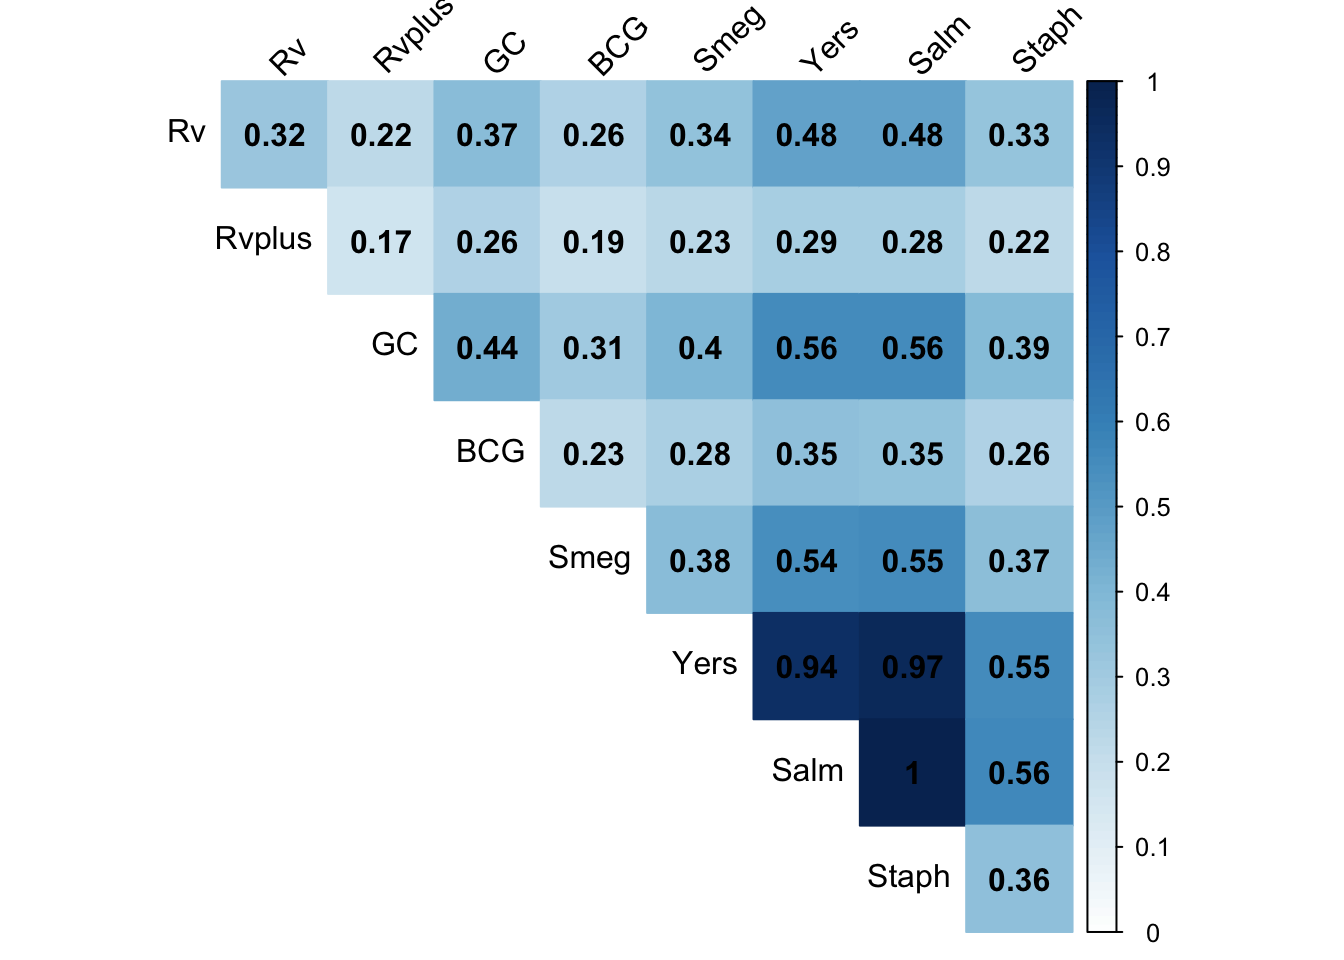 Rv Rvplus GC BCG Smeg Yers Salm Staph
Rv 0.32 0.22 0.37 0.26 0.34 0.48 0.48 0.33
Rvplus 0.17 0.26 0.19 0.23 0.29 0.28 0.22
GC 0.44 0.31 0.4 0.56 0.56 0.39
BCG 0.23 0.28 0.35 0.35 0.26
Smeg 0.38 0.54 0.55 0.37
Yers 0.94 0.97 0.55
Salm 1 0.56
Staph 0.36
1
0.9
0.8
0.7
0.6
0.5
0.4
0.3
0.2
0.1
0